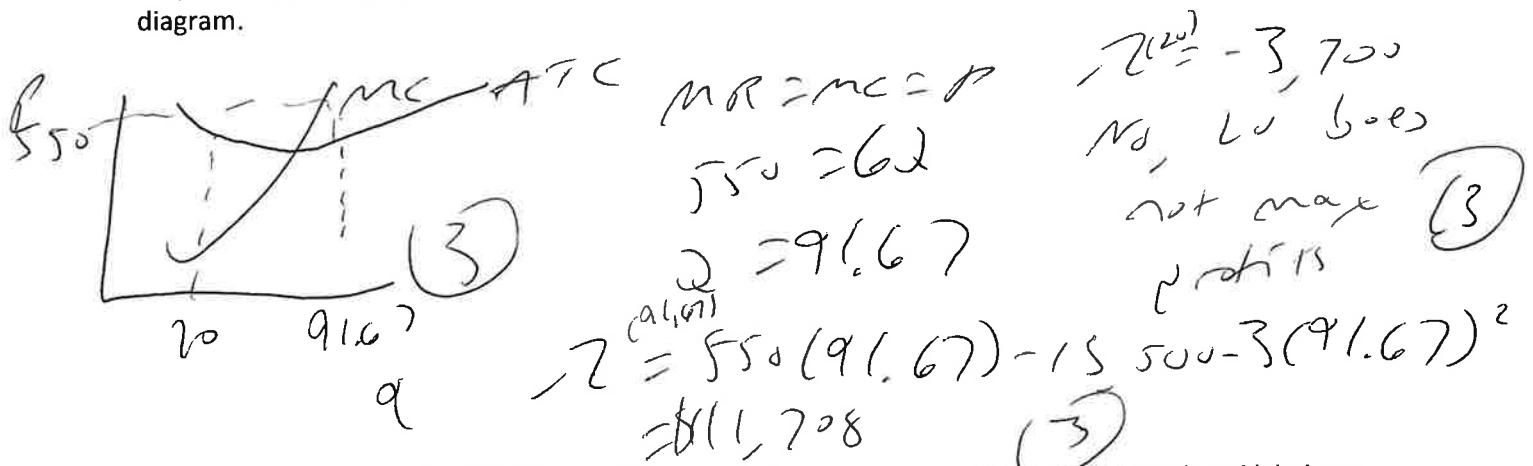 diagram.
P
550
MC
ATC
③
20 91.67
q
MR = MC = P
550 = 6Q
Q = 91.67
π(20) = -3,700
No, 20 does
not max
profits
③
π(91.67) = 550(91.67) - 15 500 - 3(91.67)²
= $11,708
③